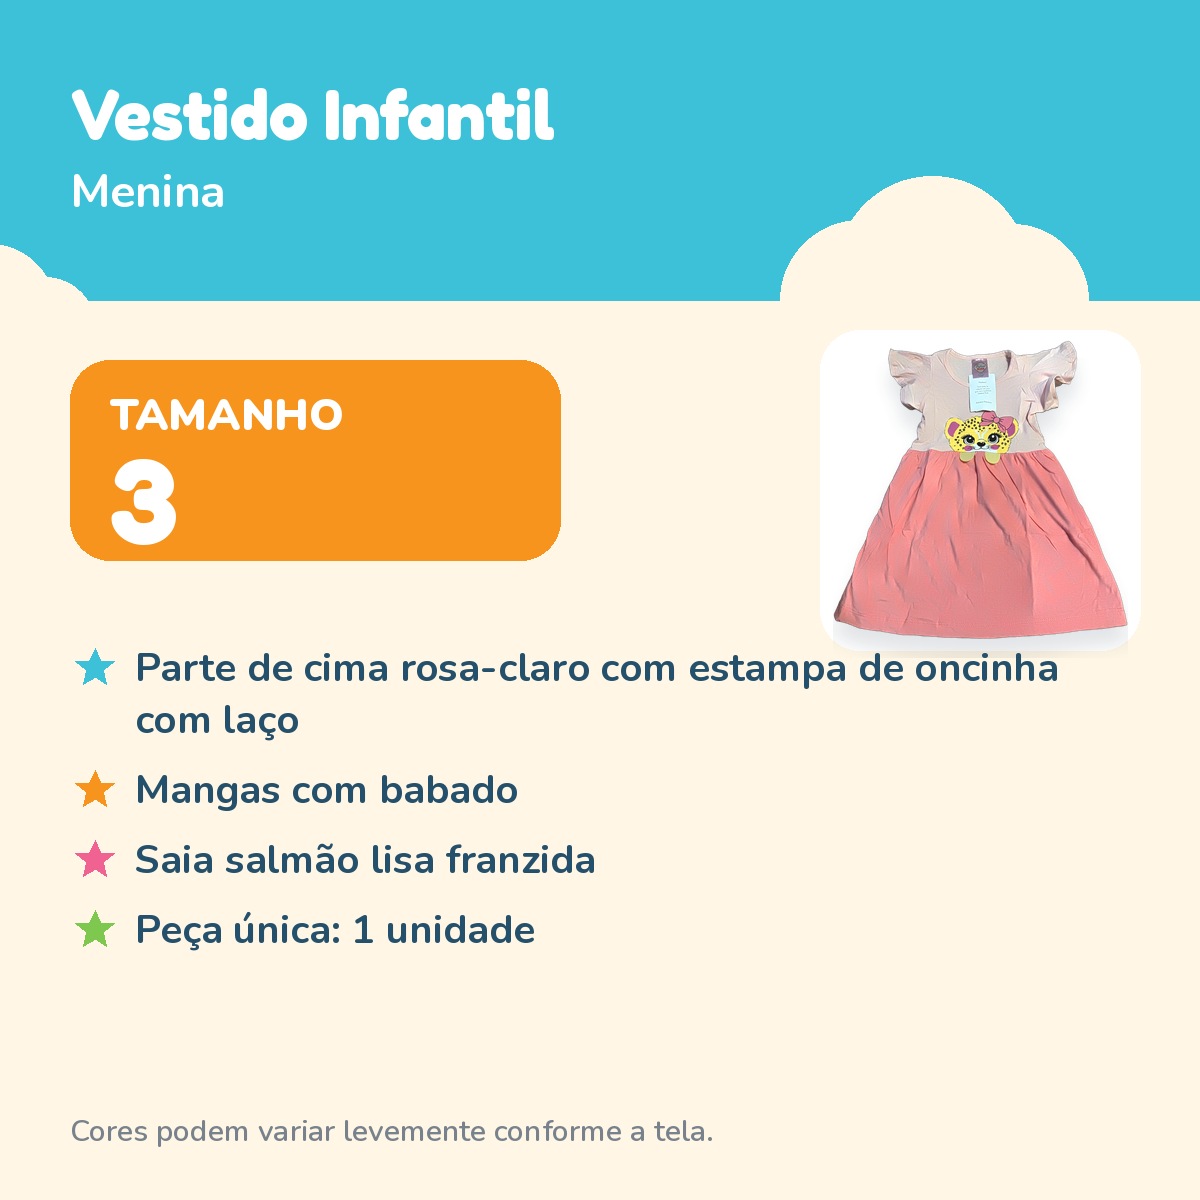 Vestido Infantil
Menina
TAMANHO
3
Parte de cima rosa-claro com estampa de oncinha
com laço
Mangas com babado
Saia salmão lisa franzida
Peça única: 1 unidade
Cores podem variar levemente conforme a tela.